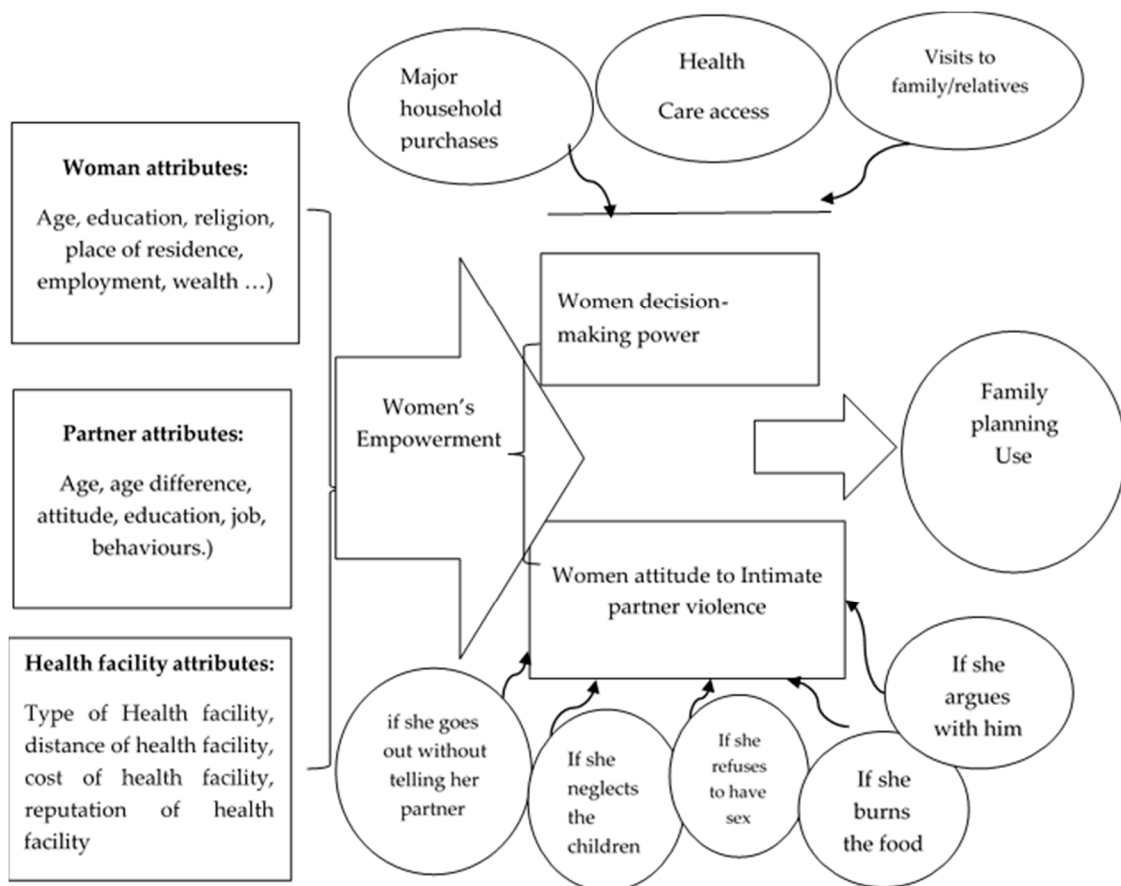 Major
household
purchases
Health
Care access
Visits to
family/relatives
Woman attributes:
Age, education, religion,
place of residence,
employment, wealth …)
Partner attributes:
Age, age difference,
attitude, education, job,
behaviours.)
Health facility attributes:
Type of Health facility,
distance of health facility,
cost of health facility,
reputation of health
facility
Women's
Empowerment
Women decision-
making power
Women attitude to Intimate
partner violence
Family
planning
Use
if she goes
out without
telling her
partner
If she
neglects
the
children
If she
refuses
to have
sex
If she
burns
the food
If she
argues
with him